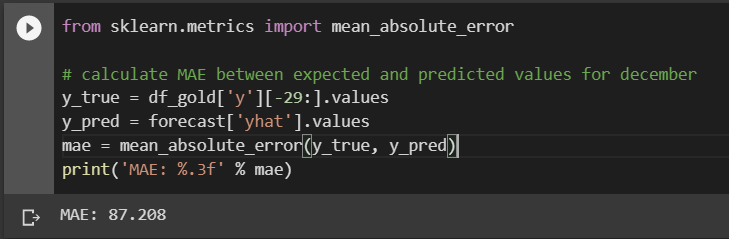 from sklearn.metrics import mean_absolute_error
# calculate MAE between expected and predicted values for december
y_true = df_gold['y'][-29:].values
y_pred = forecast['yhat'].values
mae = mean_absolute_error(y_true, y_pred)
print('MAE: %.3f' % mae)
MAE: 87.208